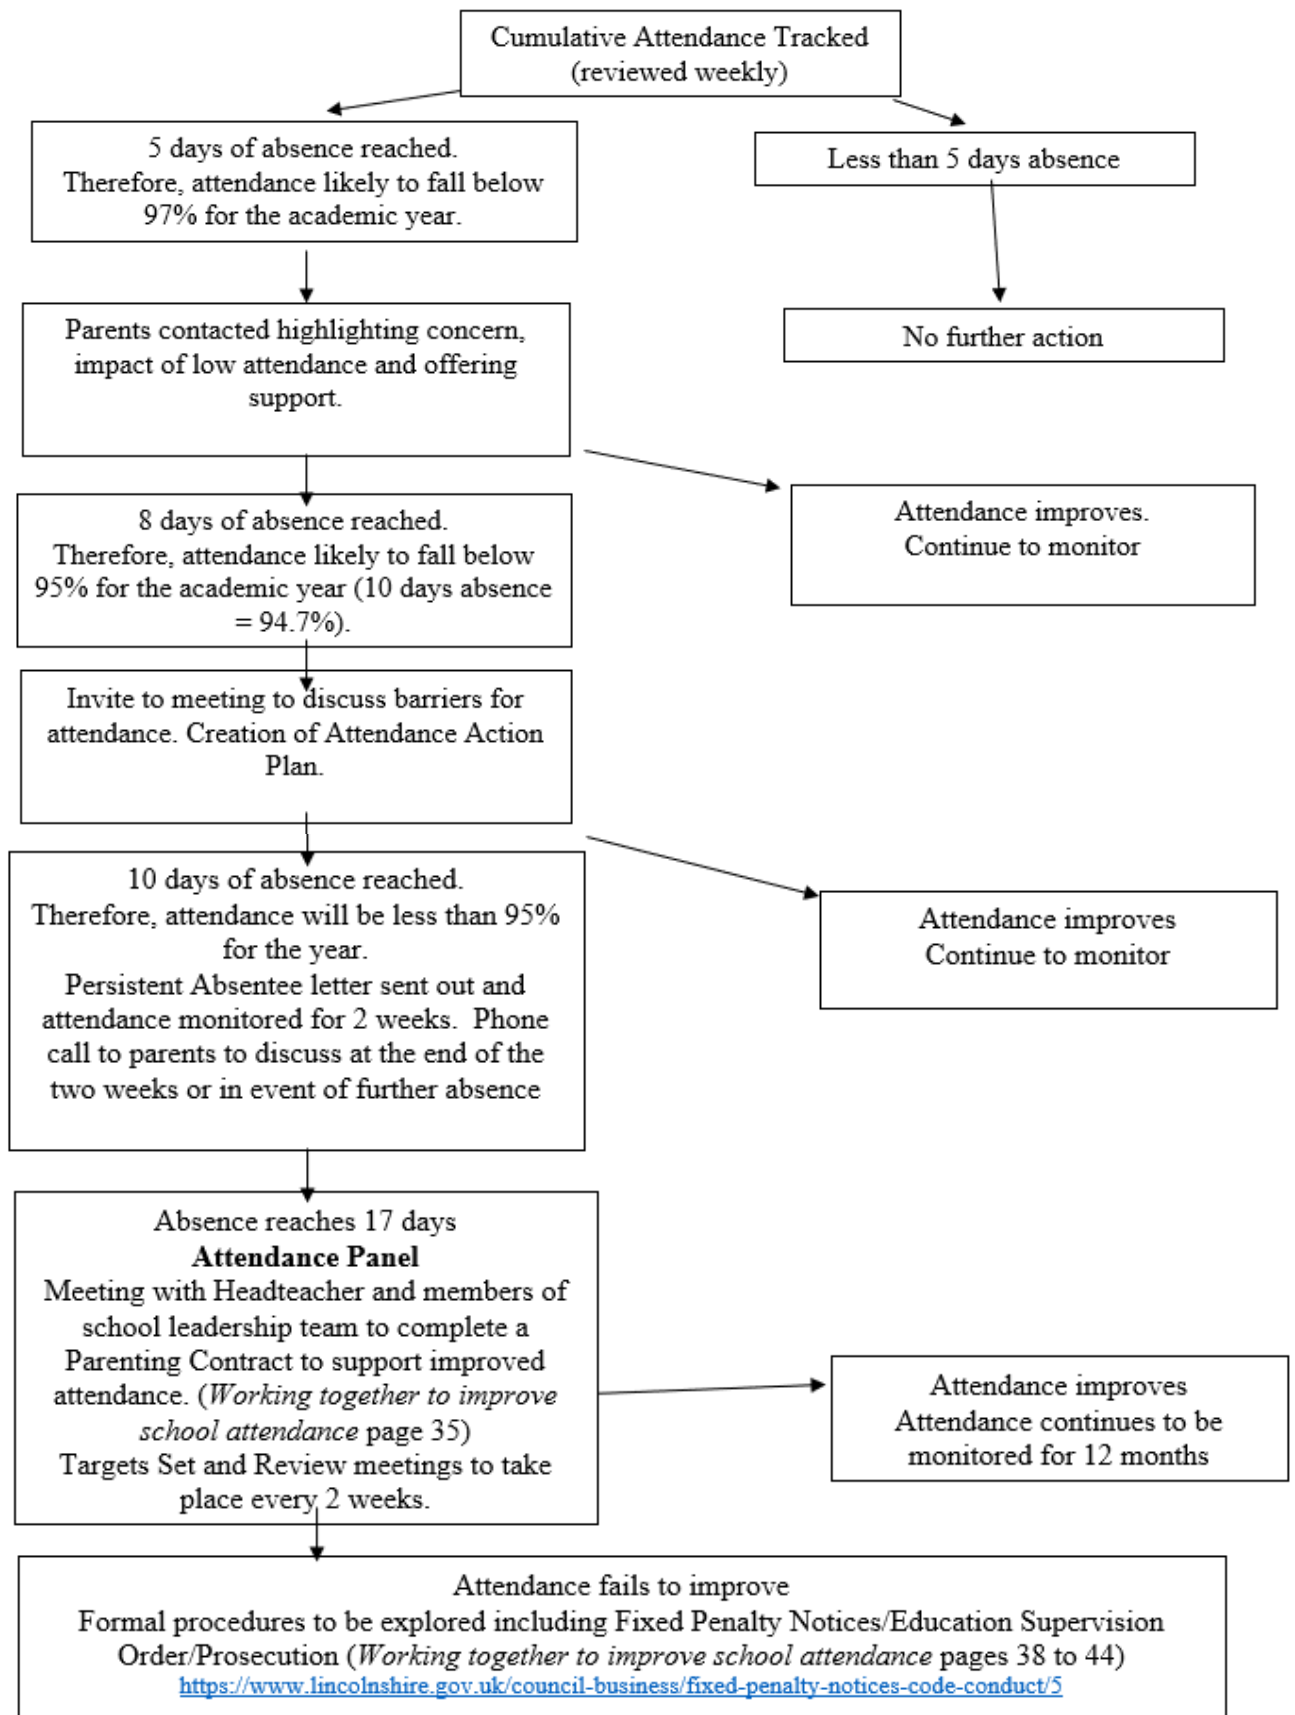 Cumulative Attendance Tracked
(reviewed weekly)
5 days of absence reached.
Therefore, attendance likely to fall below
97% for the academic year.
Less than 5 days absence
Parents contacted highlighting concern,
impact of low attendance and offering
support.
No further action
8 days of absence reached.
Therefore, attendance likely to fall below
95% for the academic year (10 days absence
= 94.7%).
Attendance improves.
Continue to monitor
Invite to meeting to discuss barriers for
attendance. Creation of Attendance Action
Plan.
10 days of absence reached.
Therefore, attendance will be less than 95%
for the year.
Persistent Absentee letter sent out and
attendance monitored for 2 weeks.  Phone
call to parents to discuss at the end of the
two weeks or in event of further absence
Attendance improves
Continue to monitor
Absence reaches 17 days
Attendance Panel
Meeting with Headteacher and members of
school leadership team to complete a
Parenting Contract to support improved
attendance. (Working together to improve
school attendance page 35)
Targets Set and Review meetings to take
place every 2 weeks.
Attendance improves
Attendance continues to be
monitored for 12 months
Attendance fails to improve
Formal procedures to be explored including Fixed Penalty Notices/Education Supervision
Order/Prosecution (Working together to improve school attendance pages 38 to 44)
https://www.lincolnshire.gov.uk/council-business/fixed-penalty-notices-code-conduct/5